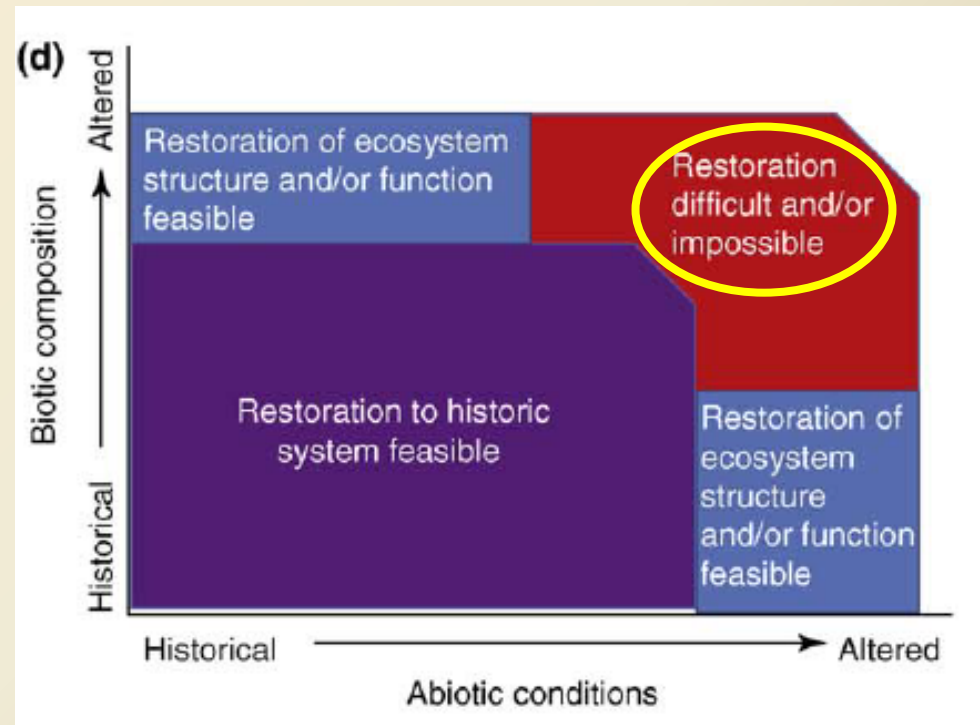 (d)
Altered
Biotic composition
Historical
Restoration of ecosystem
structure and/or function
feasible
Restoration
difficult and/or
impossible
Restoration to historic
system feasible
Restoration of
ecosystem
structure
and/or function
feasible
Historical
Altered
Abiotic conditions